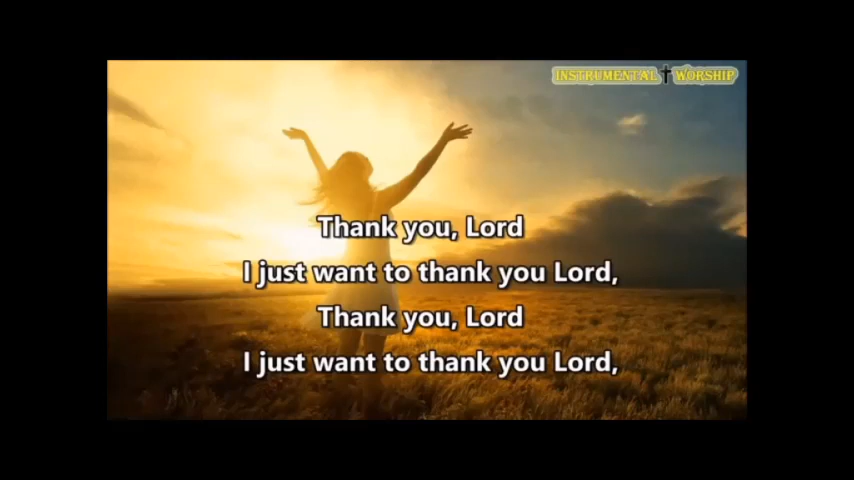 INSTRUMENTAL WORSHIP
Thank you, Lord
I just want to thank you Lord,
Thank you, Lord
I just want to thank you Lord,